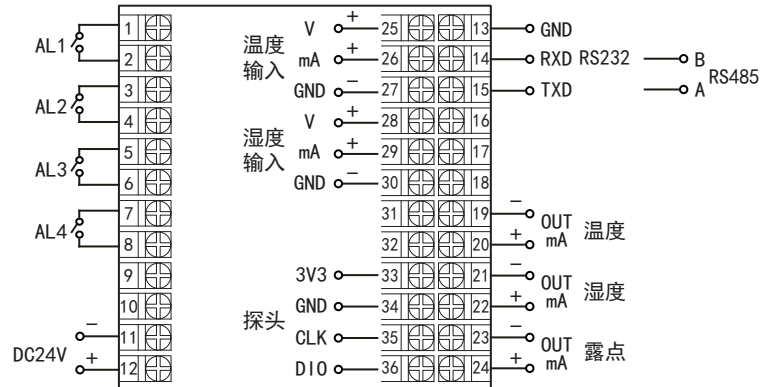 V + 25 13 GND
AL1 1 温度 mA + 26 14 RXD RS232 B
2 输入 GND − 27 15 TXD A RS485
AL2 3 V + 28 16
4 湿度 mA + 29 17
AL3 5 输入 GND − 30 18
6 31 19 − OUT 温度
AL4 7 32 20 + mA
8 33 21 − OUT 湿度
9 3V3 34 22 + mA
10 探头 GND 35 23 − OUT 露点
DC24V − 11 CLK 36 24 + mA
+ 12 DIO